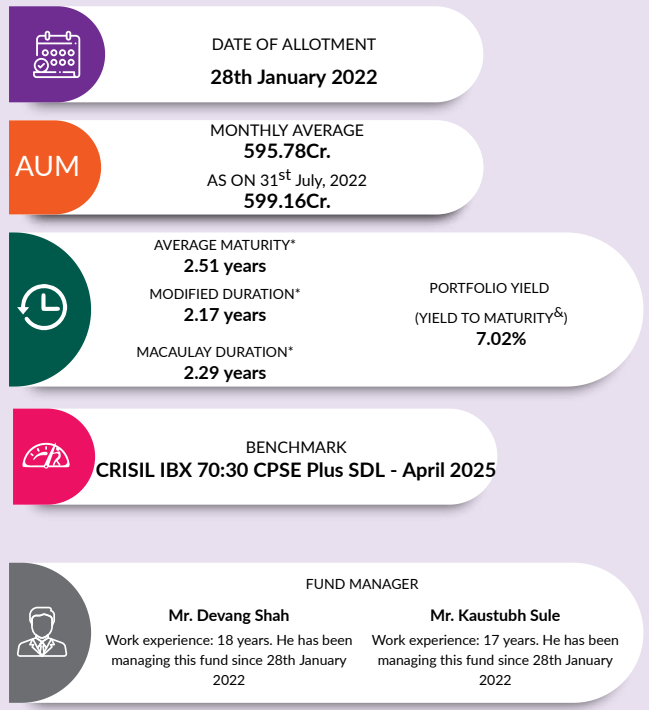 DATE OF ALLOTMENT
28th January 2022
AUM
MONTHLY AVERAGE
595.78Cr.
AS ON 31st July, 2022
599.16Cr.
AVERAGE MATURITY*
2.51 years
MODIFIED DURATION*
2.17 years
MACAULAY DURATION*
2.29 years
PORTFOLIO YIELD
(YIELD TO MATURITY&)
7.02%
BENCHMARK
CRISIL IBX 70:30 CPSE Plus SDL - April 2025
FUND MANAGER
Mr. Devang Shah
Work experience: 18 years. He has been
managing this fund since 28th January
2022
Mr. Kaustubh Sule
Work experience: 17 years. He has been
managing this fund since 28th January
2022